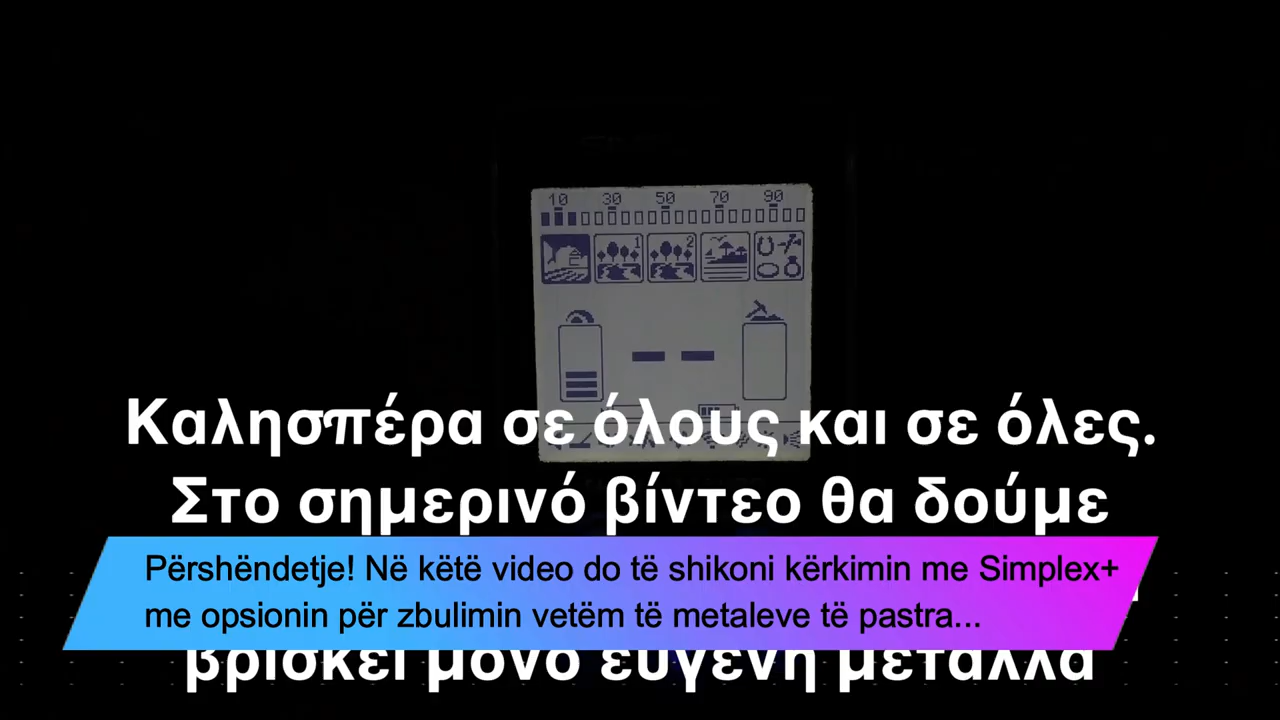 10 30 50 70 90
1 2
Καλησπέρα σε όλους και σε όλες.
Στο σημερινό βίντεο θα δούμε
Përshëndetje! Në këtë video do të shikoni kërkimin me Simplex+
me opsionin për zbulimin vetëm të metaleve të pastra...
βρίσκει μόνο ευγενή μέταλλα